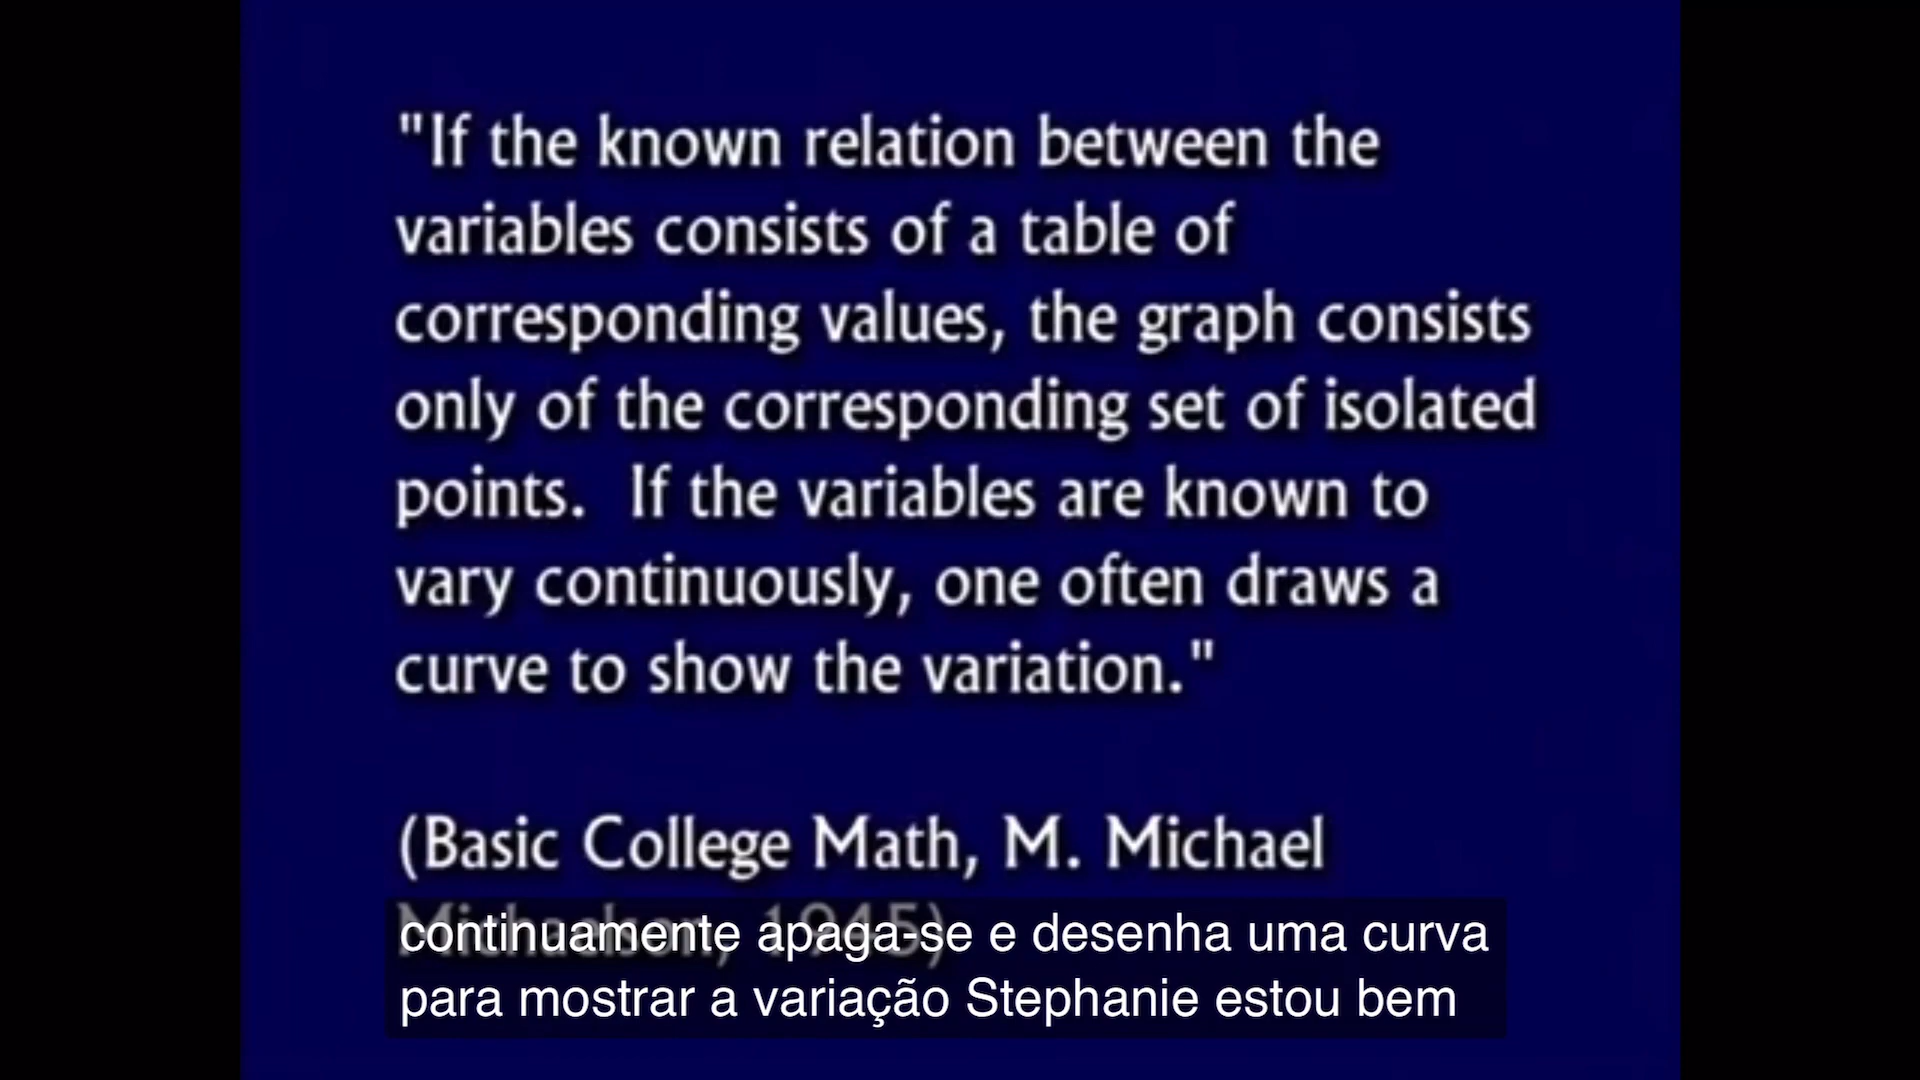 "If the known relation between the
variables consists of a table of
corresponding values, the graph consists
only of the corresponding set of isolated
points.  If the variables are known to
vary continuously, one often draws a
curve to show the variation."
(Basic College Math, M. Michael
Michaelson, 1945)
continuamente apaga-se e desenha uma curva
para mostrar a variação Stephanie estou bem